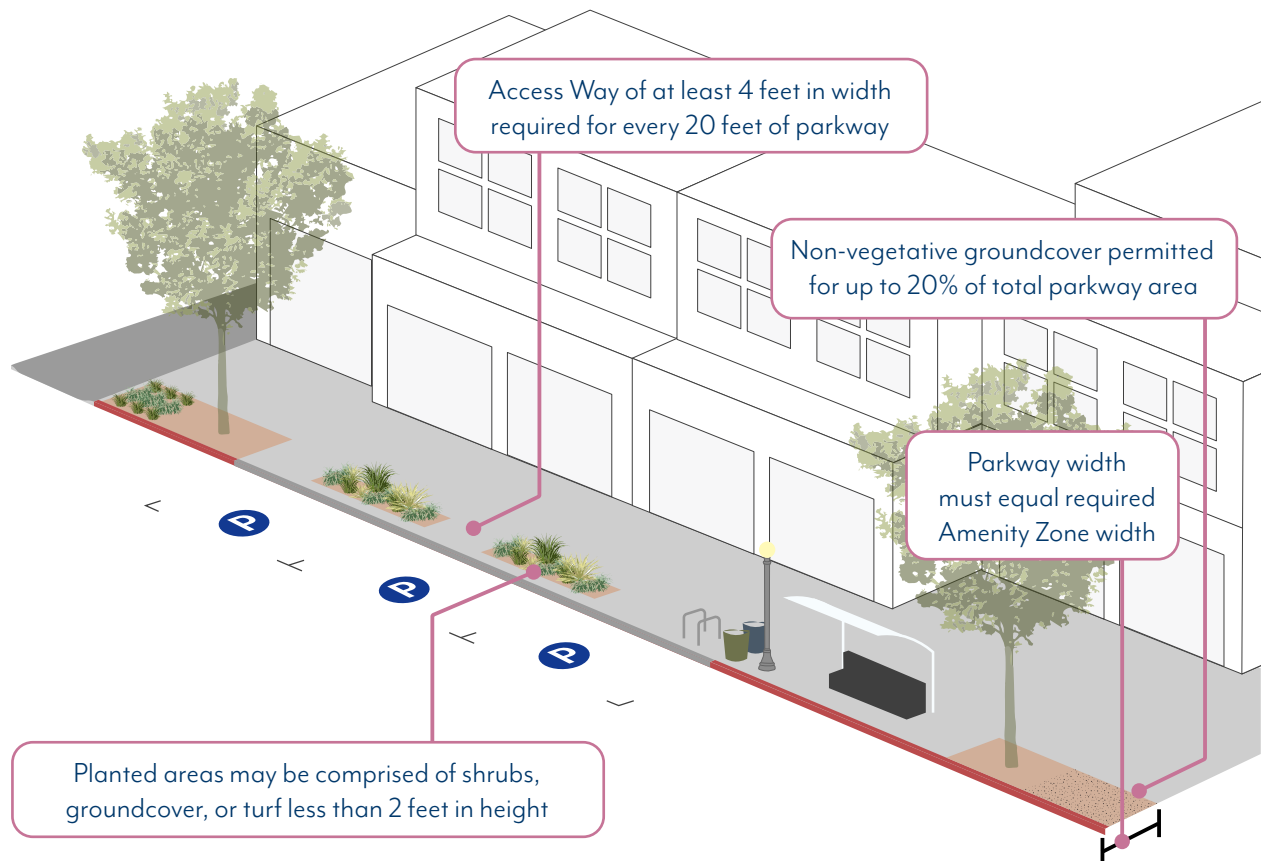 Access Way of at least 4 feet in width
required for every 20 feet of parkway
Non-vegetative groundcover permitted
for up to 20% of total parkway area
Parkway width
must equal required
Amenity Zone width
P
P
P
Planted areas may be comprised of shrubs,
groundcover, or turf less than 2 feet in height